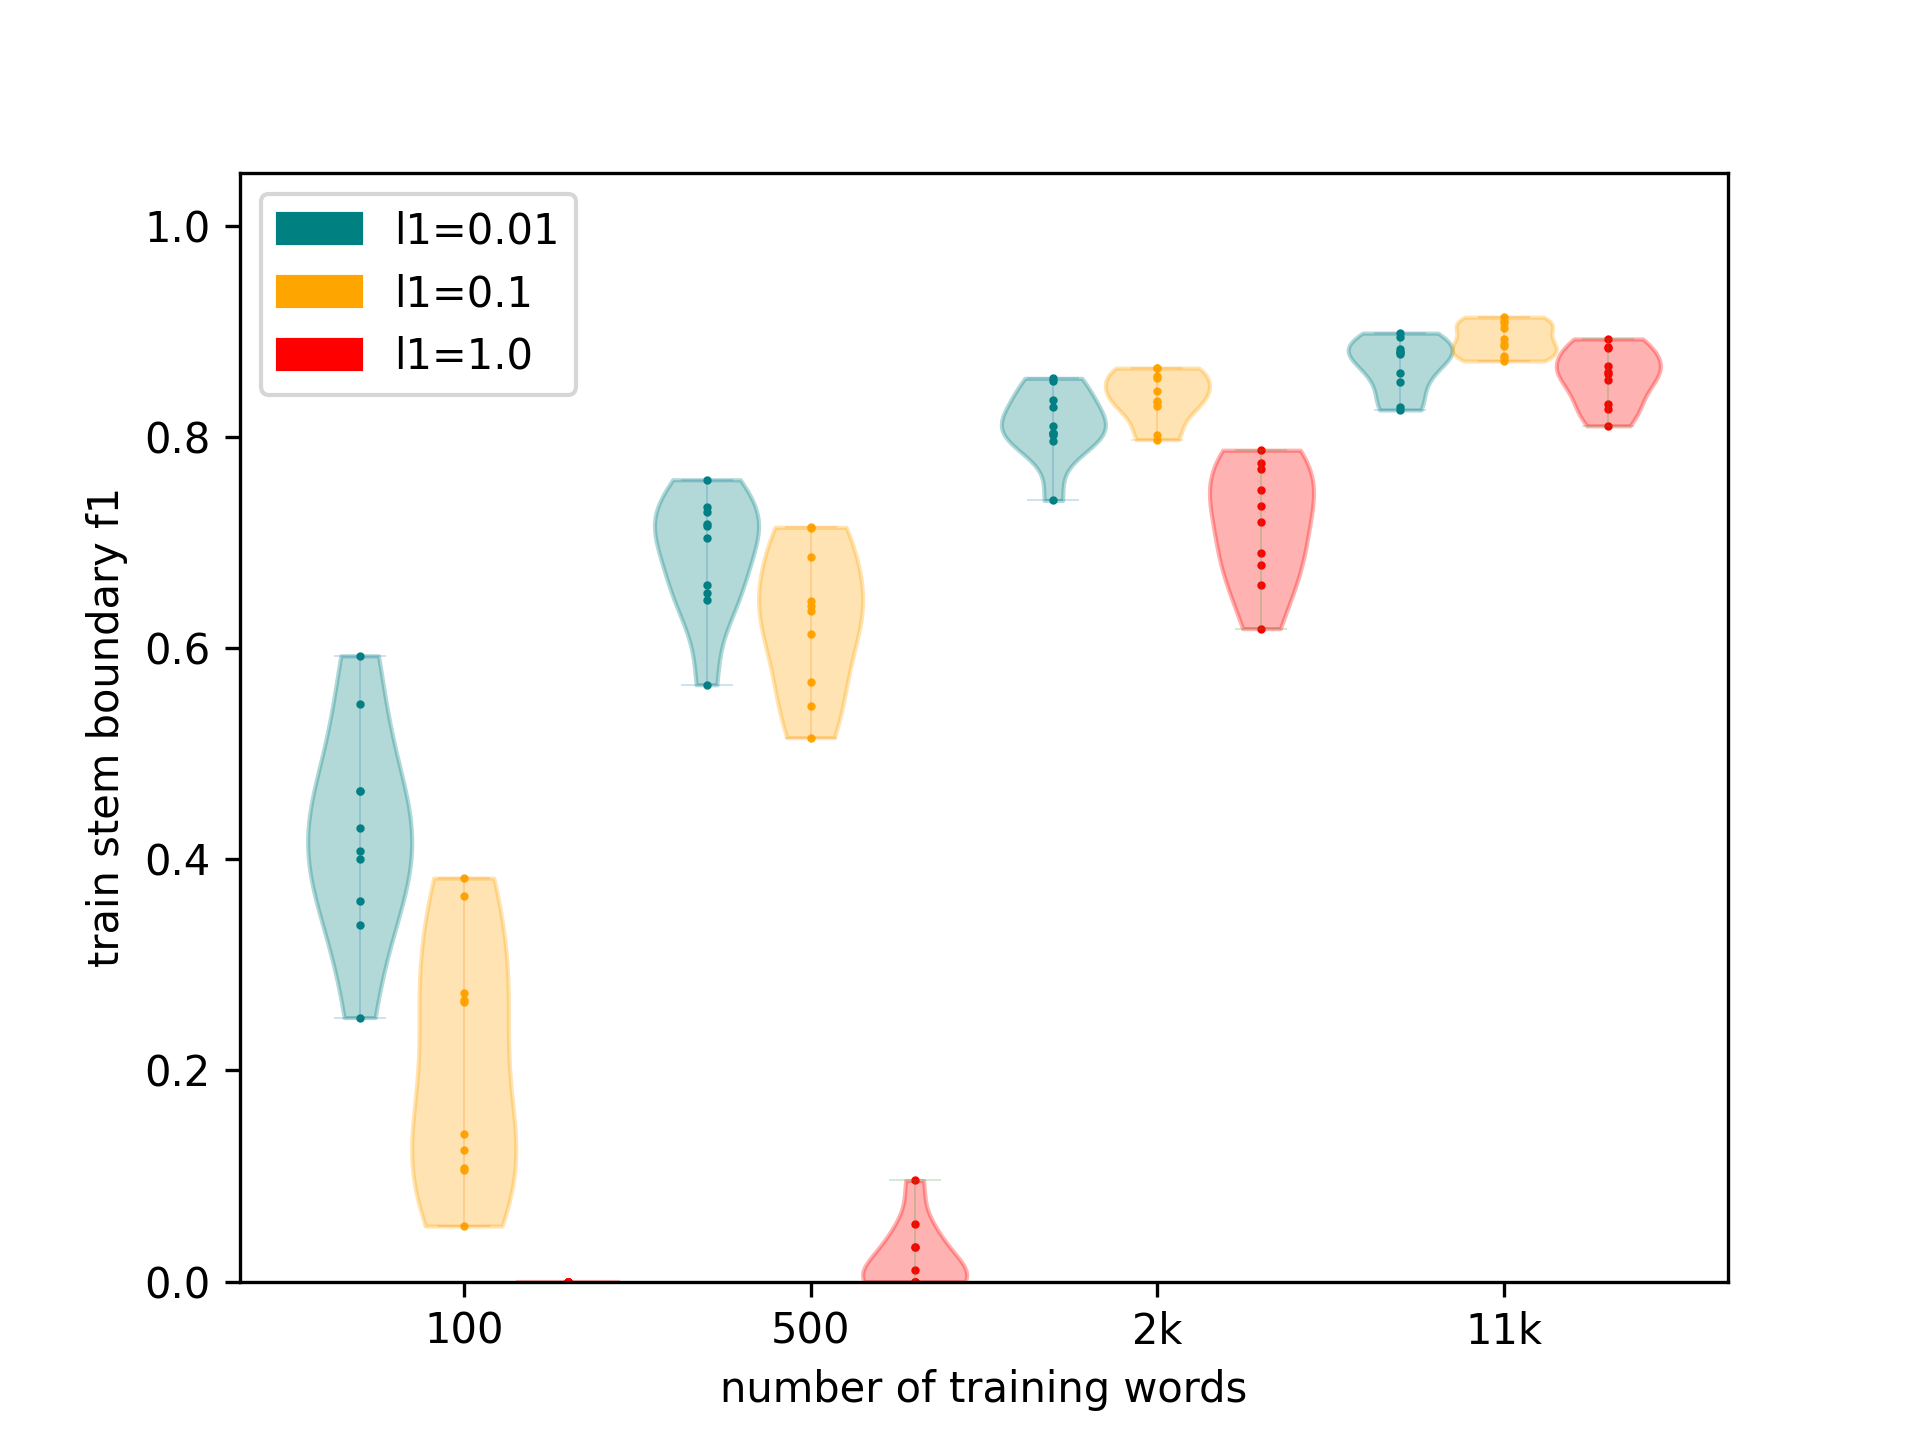 l1=0.01
l1=0.1
l1=1.0
train stem boundary f1
1.0
0.8
0.6
0.4
0.2
0.0
100 500 2k 11k
number of training words